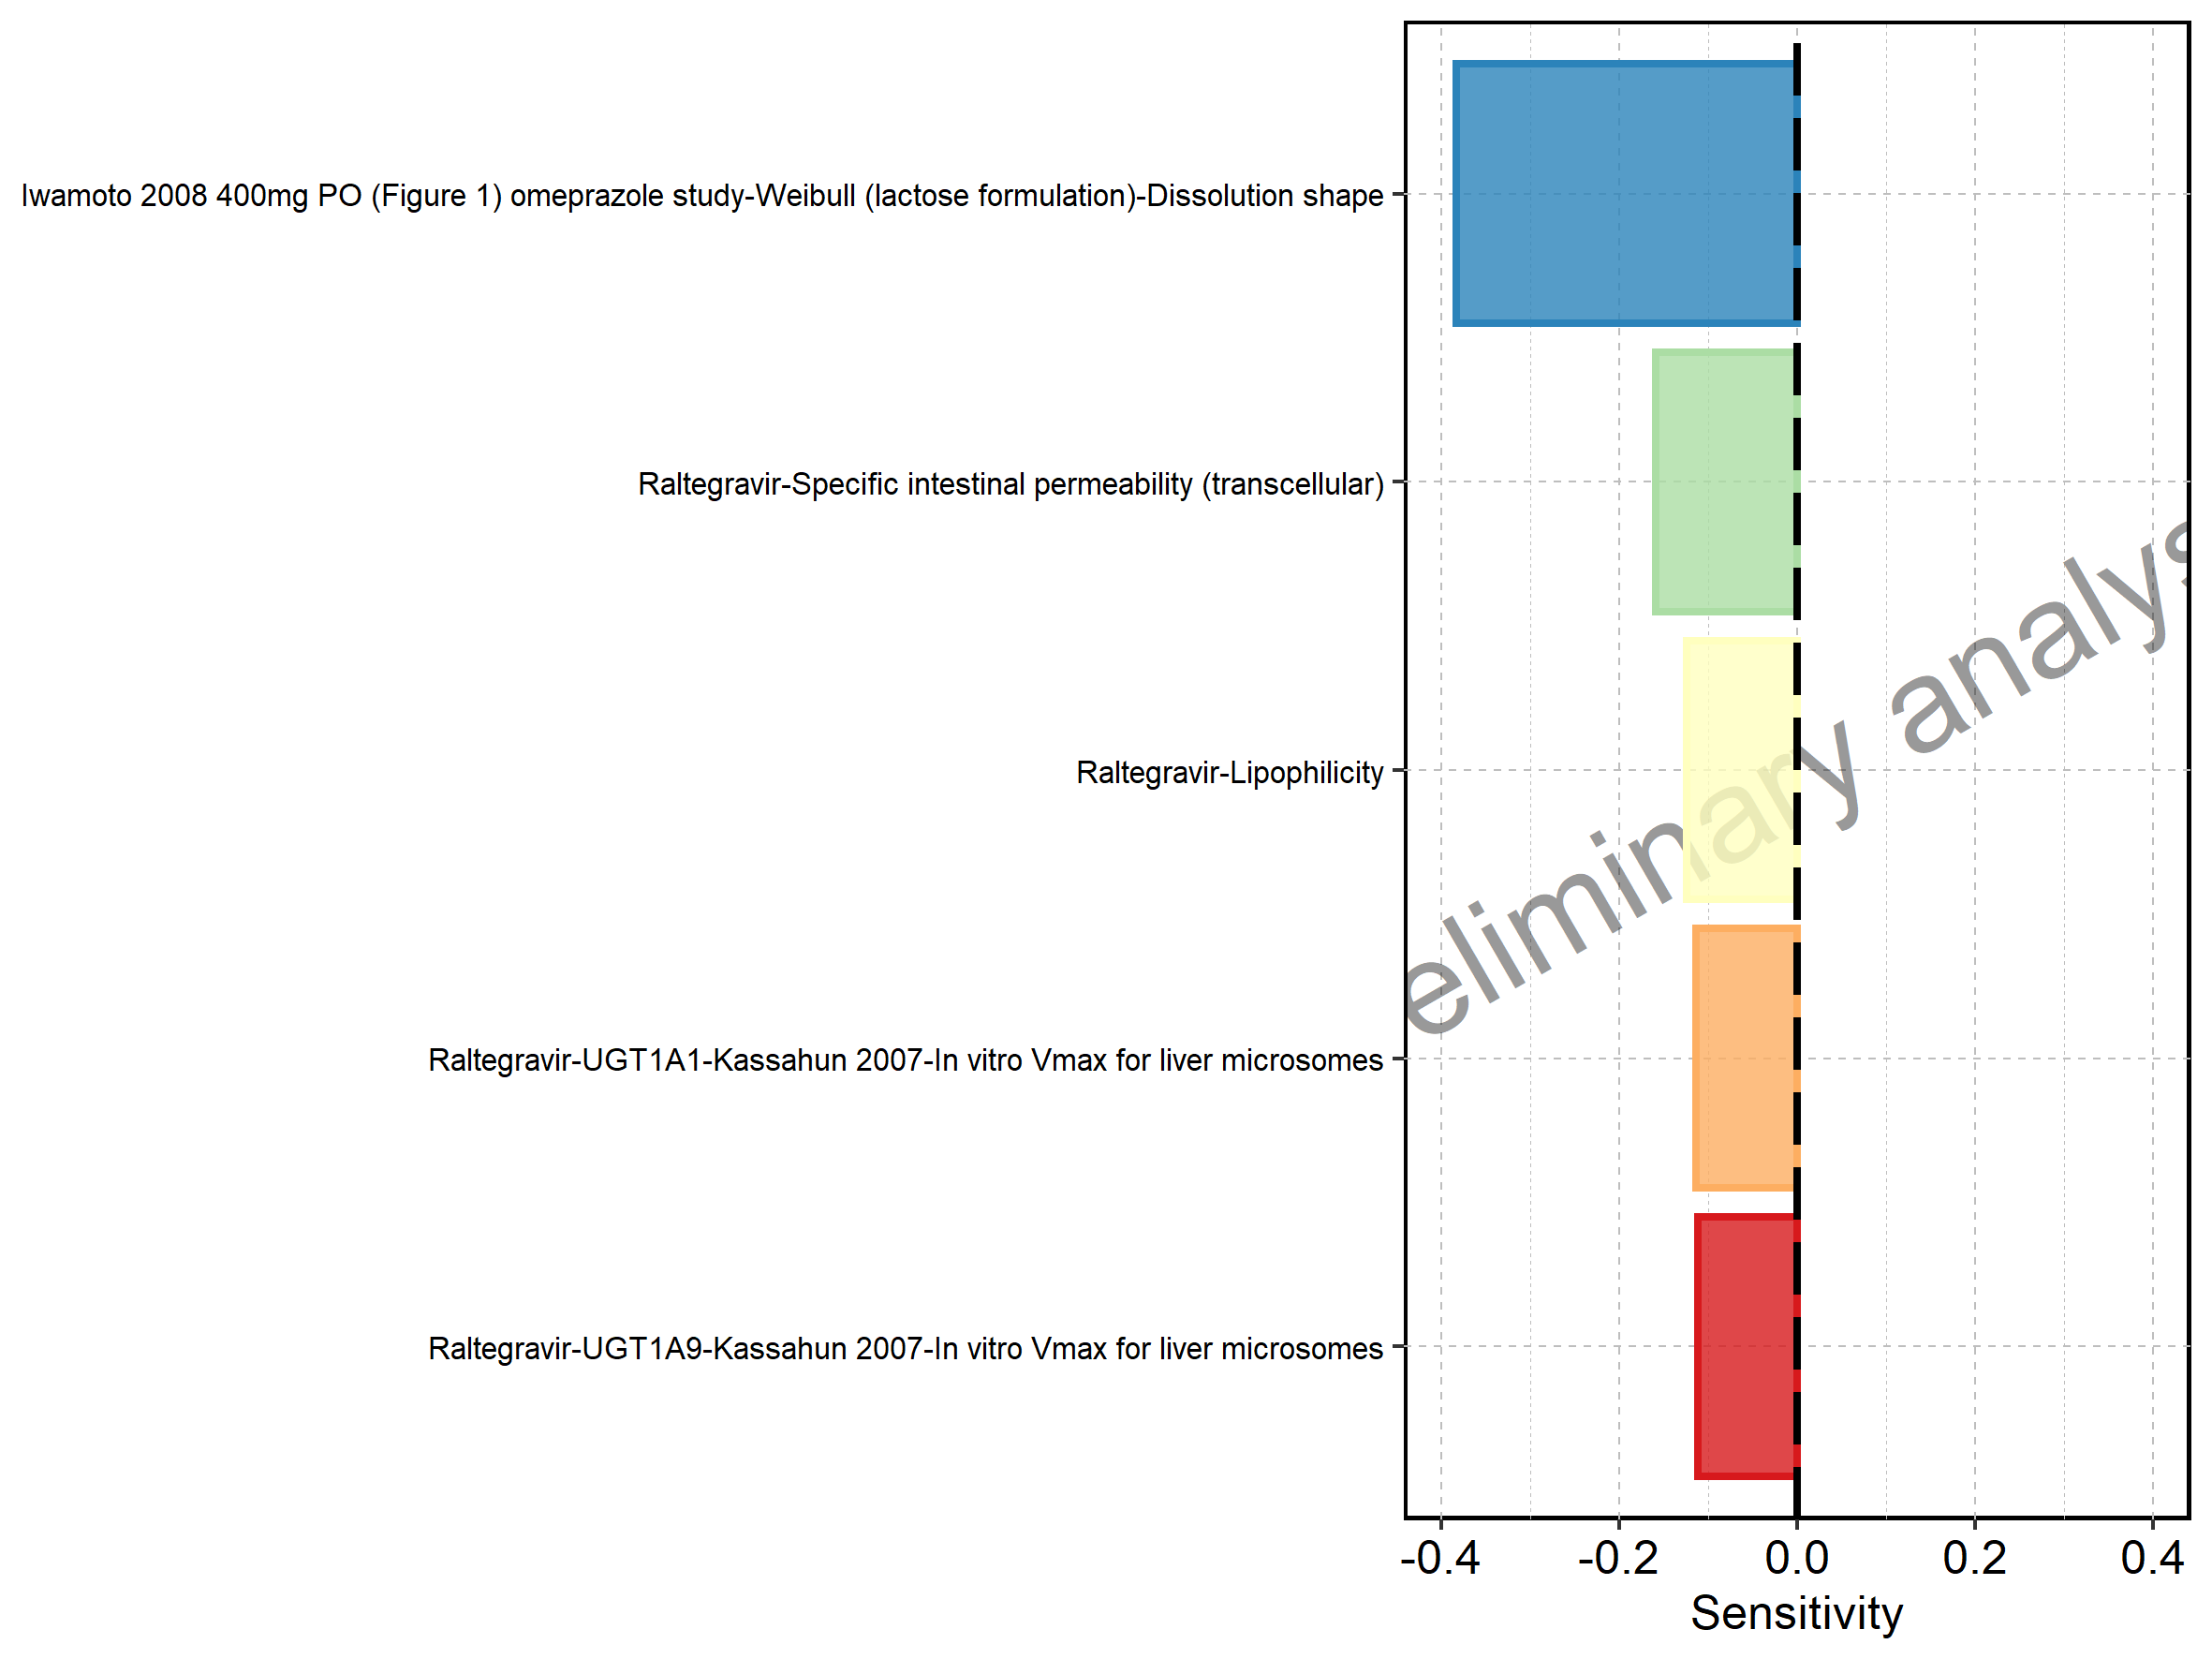 Iwamoto 2008 400mg PO (Figure 1) omeprazole study-Weibull (lactose formulation)-Dissolution shape
Raltegravir-Specific intestinal permeability (transcellular)
Raltegravir-Lipophilicity
eliminary analys
Raltegravir-UGT1A1-Kassahun 2007-In vitro Vmax for liver microsomes
Raltegravir-UGT1A9-Kassahun 2007-In vitro Vmax for liver microsomes
-0.4 -0.2 0.0 0.2 0.4
Sensitivity